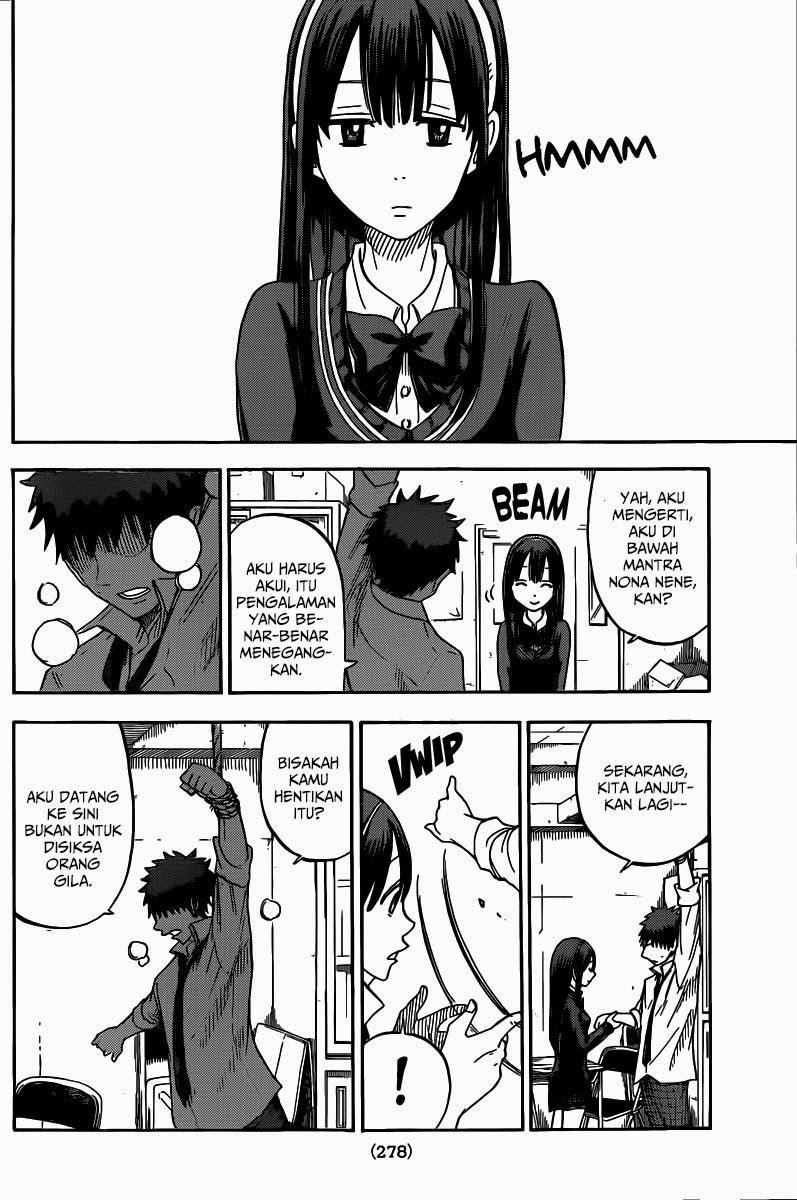 HMMM
YAH, AKU
MENGERTI,
AKU DI
BAWAH
MANTRA
NONA NENE,
KAN?
BEAM
AKU HARUS
AKUI, ITU
PENGALAMAN
YANG BE-
NAR-BENAR
MENEGANG-
KAN.
SEKARANG,
KITA LANJUT-
KAN LAGI--
VWIP
!
BISAKAH
KAMU
HENTIKAN
ITU?
AKU DATANG
KE SINI
BUKAN UNTUK
DISIKSA
ORANG
GILA.
(278)